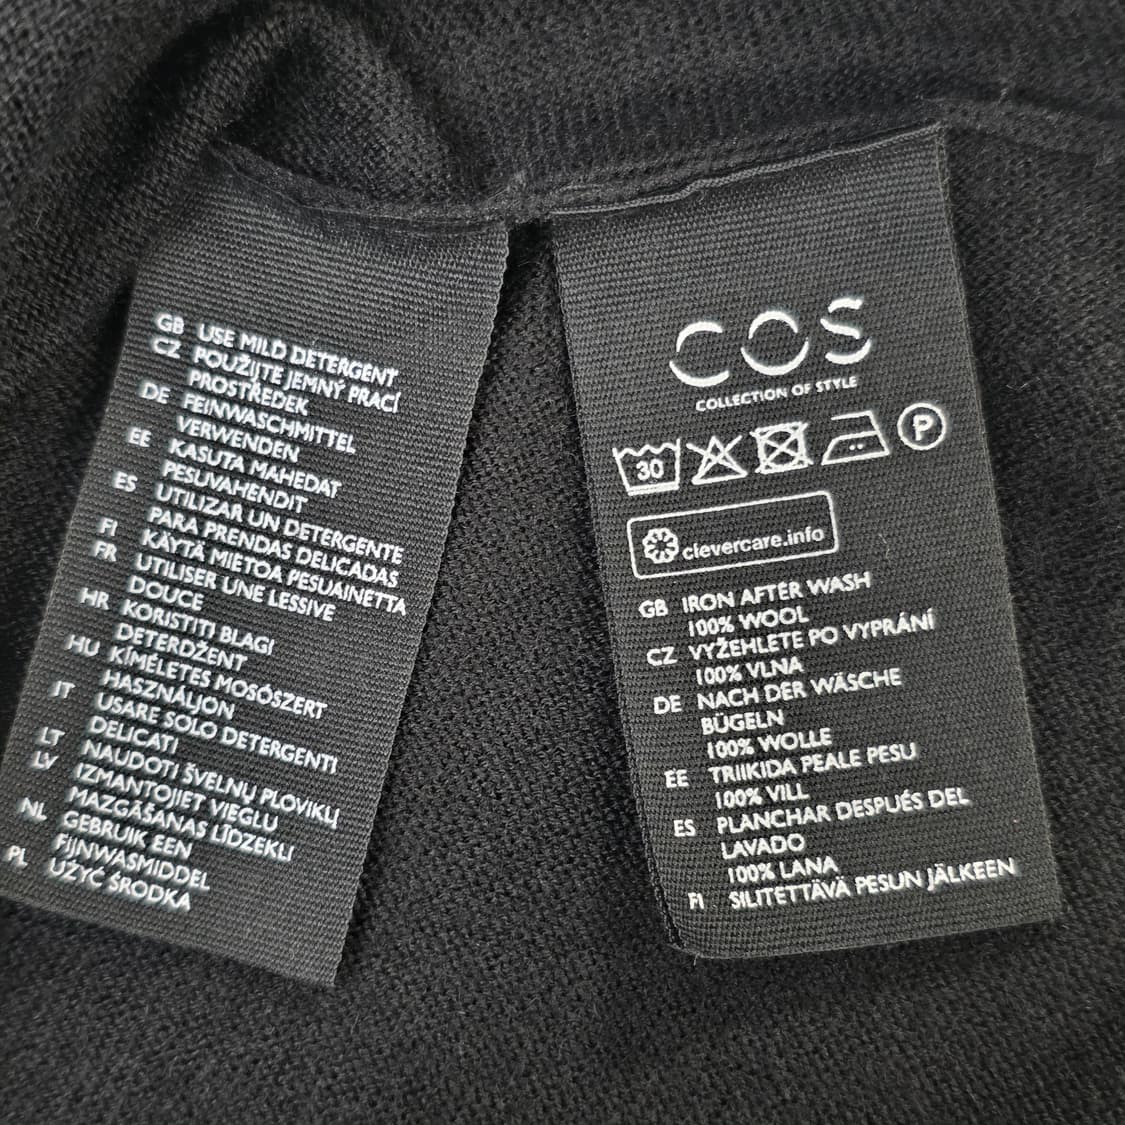 GB USE MILD DETERGENT
CZ POUŽIJTE JEMNÝ PRACÍ
PROSTŘEDEK
DE FEINWASCHMITTEL
VERWENDEN
EE KASUTA MAHEDAT
PESUVAHENDIT
ES UTILIZAR UN DETERGENTE
PARA PRENDAS DELICADAS
FI KÄYTÄ MIETOA PESUAINETTA
FR UTILISER UNE LESSIVE
DOUCE
HR KORISTITI BLAGI
DETERDŽENT
HU KÍMÉLETES MOSÓSZERT
HASZNÁLJON
IT USARE SOLO DETERGENTI
DELICATI
LT NAUDOTI ŠVELNŲ PLOVIKLĮ
LV IZMANTOJIET VIEGLU
MAZGĀŠANAS LĪDZEKLI
NL GEBRUIK EEN
FIJNWASMIDDEL
PL UŻYĆ ŚRODKA
COS
COLLECTION OF STYLE
30 P
clevercare.info
GB IRON AFTER WASH
100% WOOL
CZ VYŽEHLETE PO VYPRÁNÍ
100% VLNA
DE NACH DER WÄSCHE
BÜGELN
100% WOLLE
EE TRIIKIDA PEALE PESU
100% VILL
ES PLANCHAR DESPUÉS DEL
LAVADO
100% LANA
FI SILITETTÄVÄ PESUN JÄLKEEN